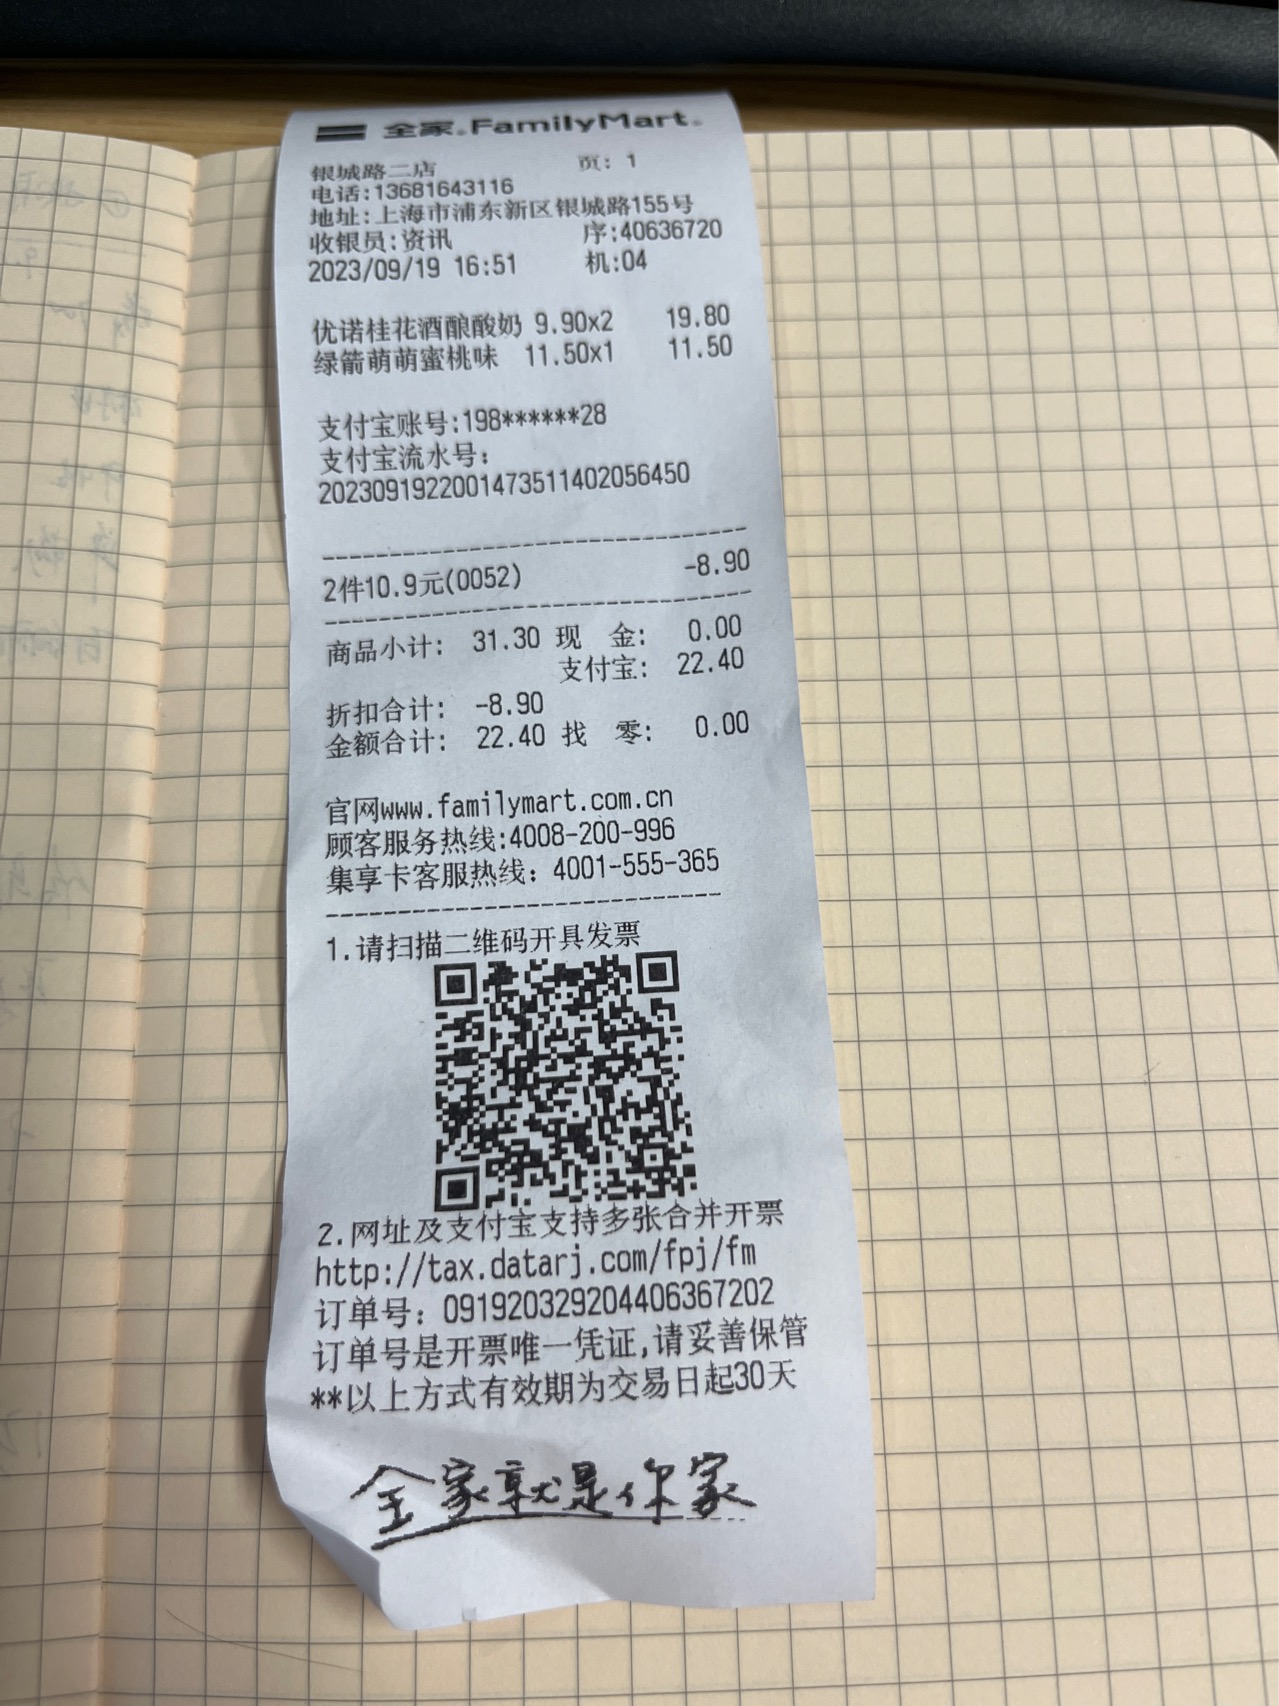 全家®FamilyMart®
银城路二店 页: 1
电话:13681643116
地址:上海市浦东新区银城路155号
收银员:资讯 序:40636720
2023/09/19 16:51 机:04
优诺桂花酒酿酸奶 9.90x2 19.80
绿箭萌萌蜜桃味 11.50x1 11.50
支付宝账号:198******28
支付宝流水号:
2023091922001473511402056450
2件10.9元(0052) -8.90
商品小计: 31.30 现 金: 0.00
支付宝: 22.40
折扣合计: -8.90
金额合计: 22.40 找 零: 0.00
官网www.familymart.com.cn
顾客服务热线:4008-200-996
集享卡客服热线: 4001-555-365
1.请扫描二维码开具发票
2.网址及支付宝支持多张合并开票
http://tax.datarj.com/fpj/fm
订单号: 091920329204406367202
订单号是开票唯一凭证,请妥善保管
**以上方式有效期为交易日起30天
全家就是你家